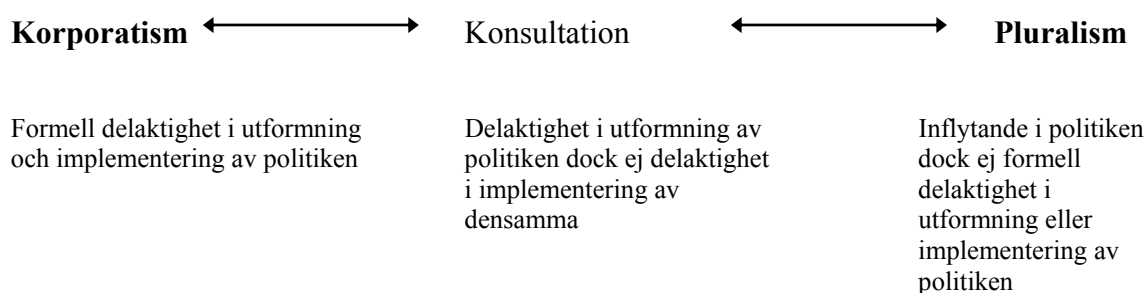 Korporatism
Konsultation
Pluralism
Formell delaktighet i utformning
och implementering av politiken
Delaktighet i utformning av
politiken dock ej delaktighet
i implementering av
densamma
Inflytande i politiken
dock ej formell
delaktighet i
utformning eller
implementering av
politiken